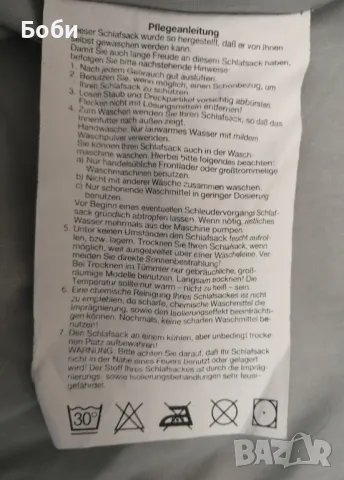 Боби
Pflegeanleitung
Dieser Schlafsack wurde so hergestellt, daß er von Ihnen
selbst gewaschen werden kann.
Damit Sie auch lange Freude an diesem Schlafsack haben,
befolgen Sie bitte nachstehende Hinweise:
1. Nach jedem Gebrauch gut auslüften.
2. Benutzen Sie, wenn möglich, einen Schonbezug, um
Ihren Schlafsack zu schützen.
3. Losen Staub und Dreckpartikel vorsichtig abbürsten.
Flecken nicht mit Lösungsmitteln entfernen!
4. Zum Waschen wenden Sie Ihren Schlafsack, so daß das
Innenfutter nach außen zeigt.
Handwäsche: Nur lauwarmes Wasser mit mildem
Waschpulver verwenden.
Sie können Ihren Schlafsack auch in der Wasch-
maschine waschen. Hierbei bitte folgendes beachten:
a) Nur handelsübliche Frontlader oder großtrommelige
Waschmaschinen benutzen.
b) Nicht mit anderer Wäsche zusammen waschen.
c) Nur schonende Waschmittel in geringer Dosierung
benutzen.
Vor Beginn eines eventuellen Schleudervorgangs Schlaf-
sack gründlich abtropfen lassen. Wenn nötig, restliches
Wasser mehrmals aus der Maschine pumpen.
5. Unter keinen Umständen den Schlafsack feucht aufrol-
len, bzw. lagern. Trocknen Sie Ihren Schlafsack, wenn
möglich, weit ausgebreitet über einer Wäscheleine. Ver-
meiden Sie direkte Sonnenbestrahlung!
Bei Trocknen im Tümmler nur gebräuchliche, groß-
räumige Modelle benutzen. Langsam trocknen! Die
Temperatur sollte nur warm – nicht zu heiß – sein.
6. Eine chemische Reinigung Ihres Schlafsackes ist nicht
zu empfehlen, da scharfe, chemische Waschmittel die
Imprägnierung, sowie den Isolierungseffekt beeinträchti-
gen können. Nochmals, keine scharfen Waschmittel be-
nutzen!
7. Den Schlafsack an einem kühlen, aber unbedingt trocke-
nen Platz aufbewahren!
WARNUNG: Bitte achten Sie darauf, daß Ihr Schlafsack
nicht in der Nähe eines Feuers benutzt oder gelagert
wird! Der Stoff Ihres Schlafsackes ist durch die Impräg-
nierungs- sowie Isolierungsbehandlungen sehr feuer-
gefährdet.
30°
BAZAR